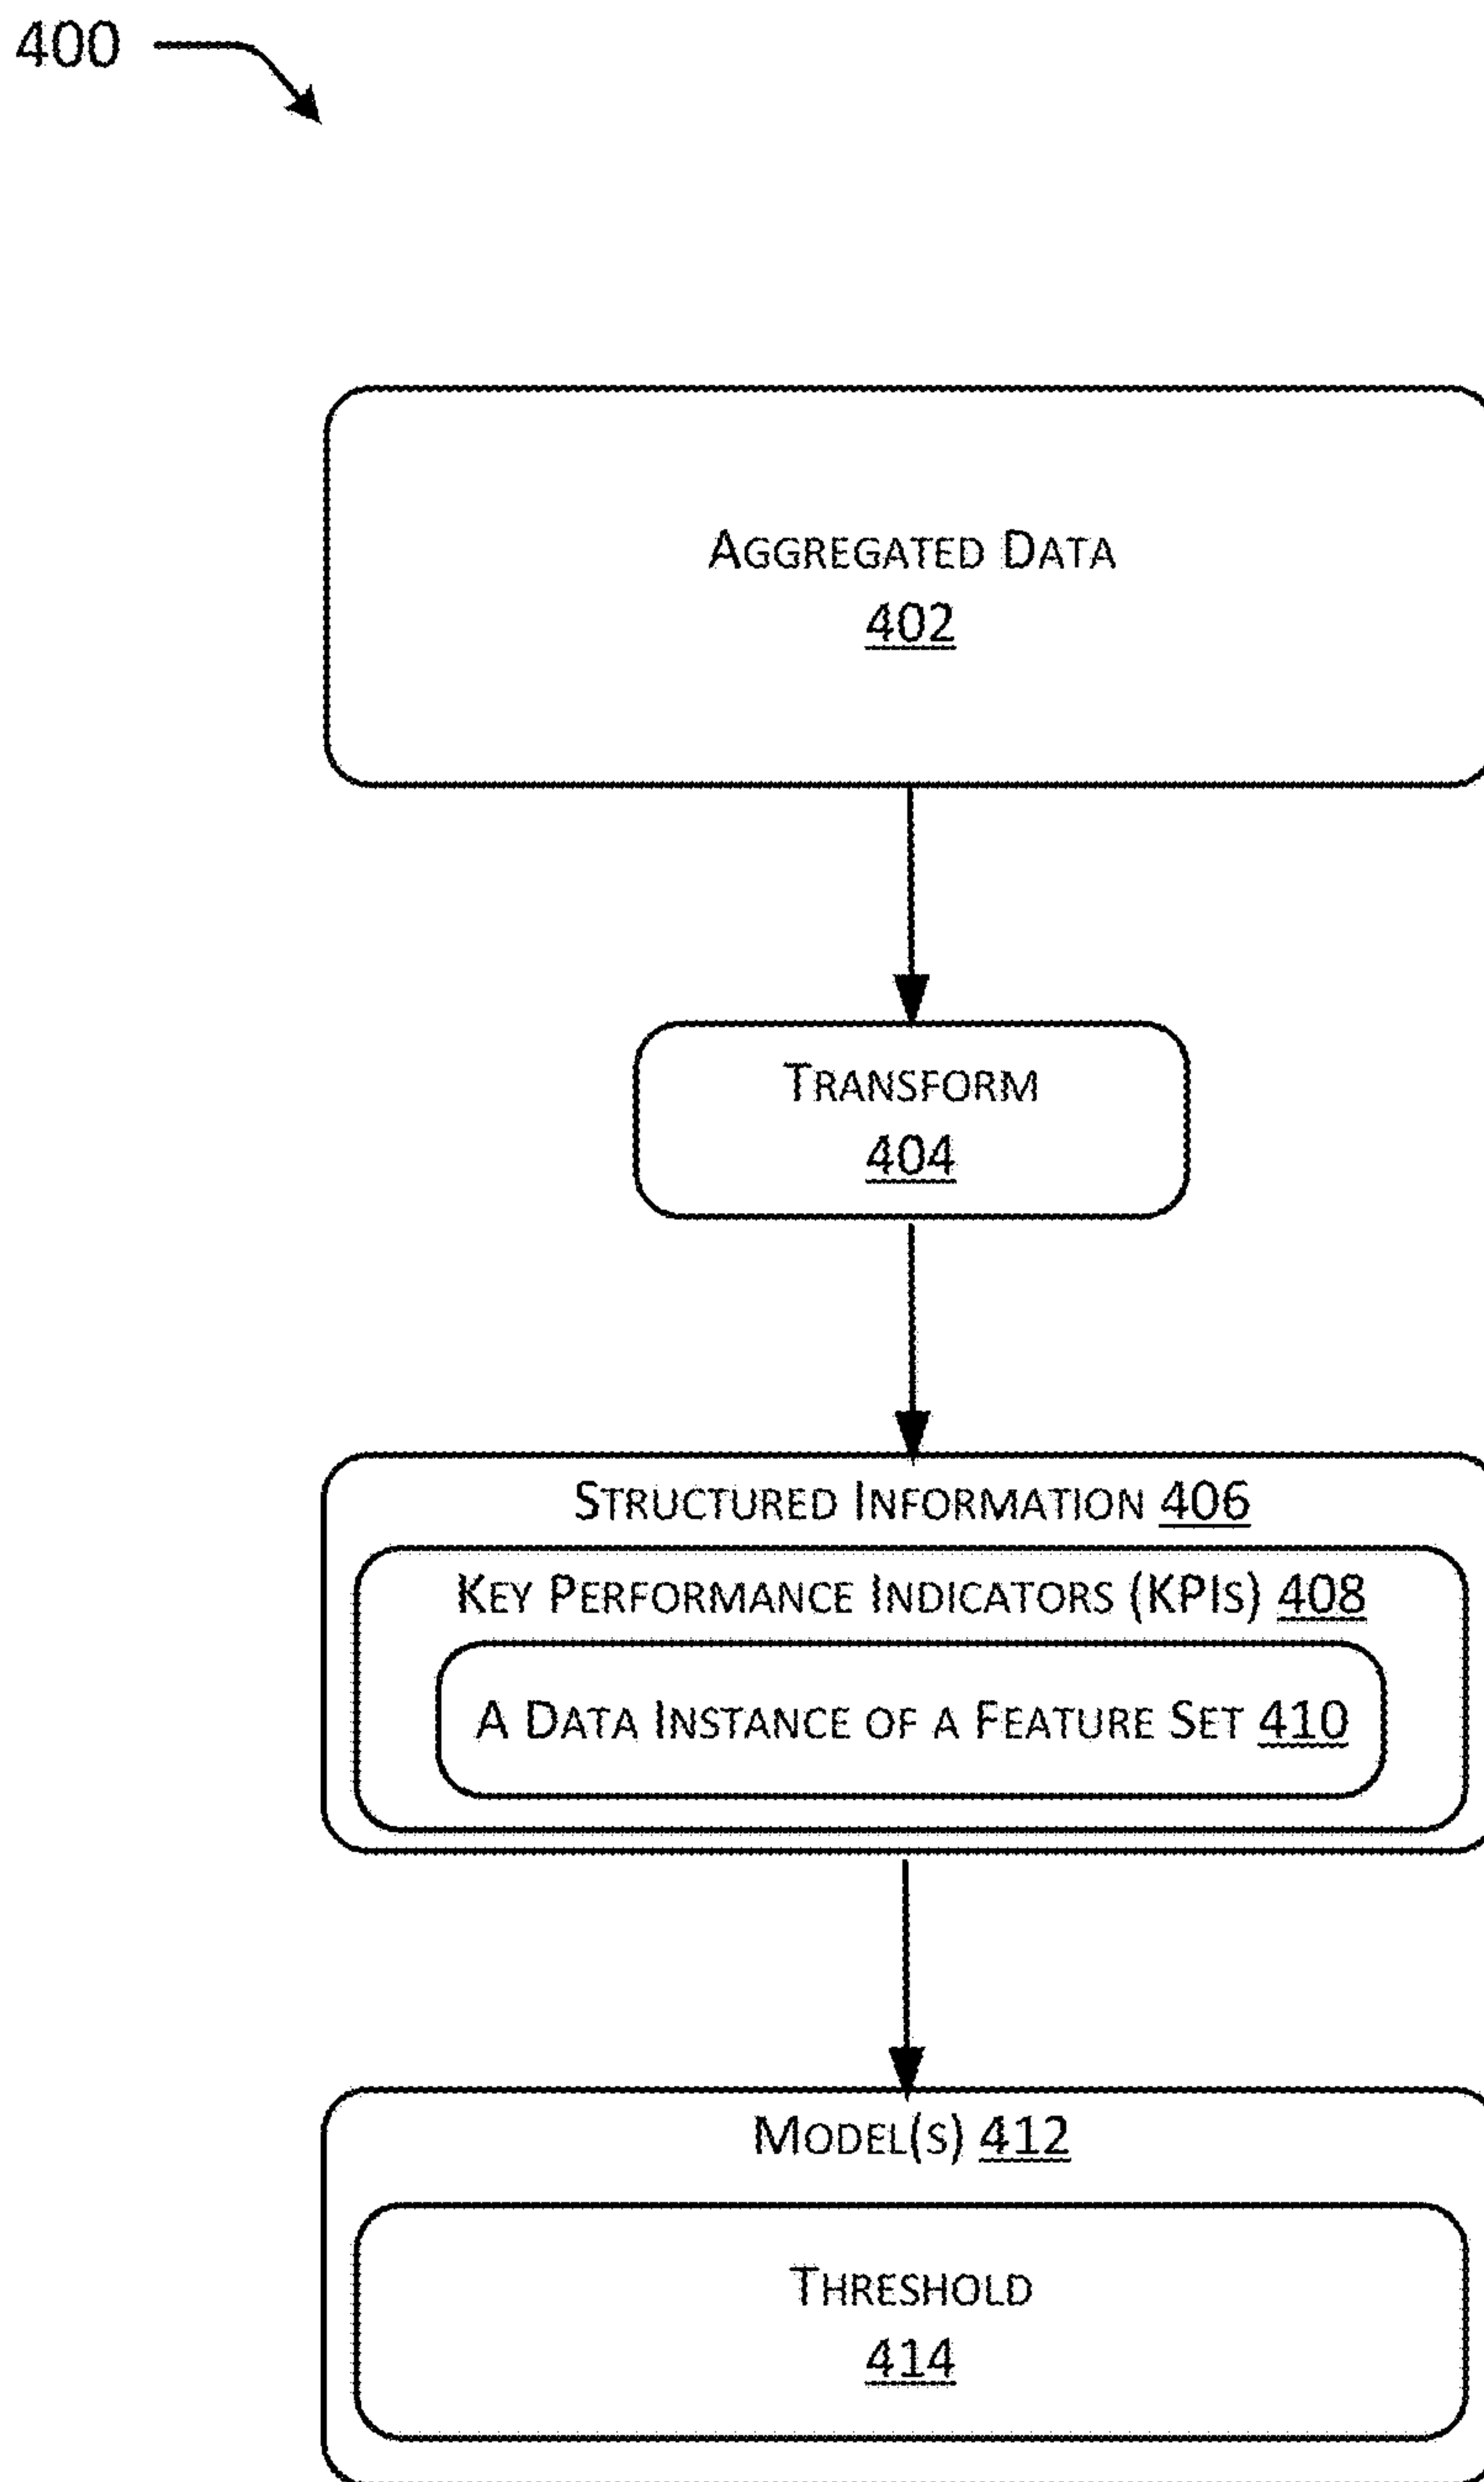 400
Aggregated Data
402
Transform
404
Structured Information 406
Key Performance Indicators (KPIs) 408
A Data Instance of a Feature Set 410
Model(s) 412
Threshold
414